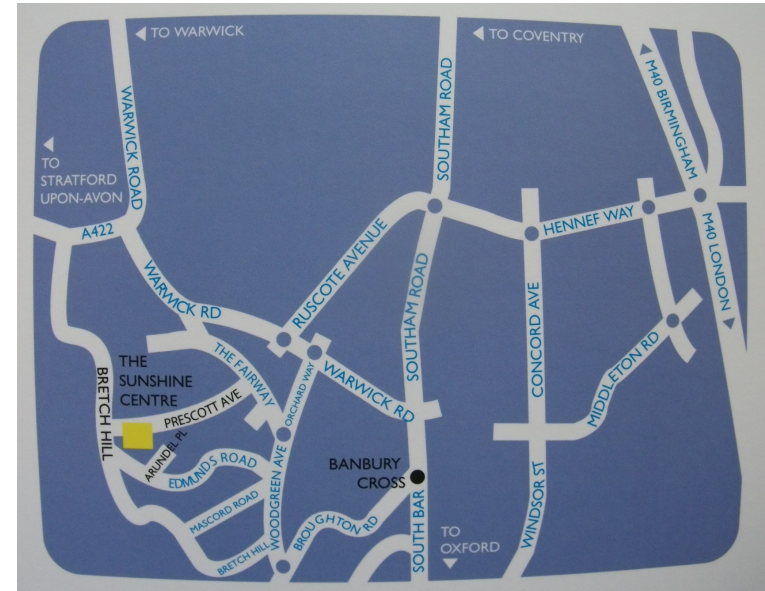 TO WARWICK
TO COVENTRY
M40 BIRMINGHAM
SOUTHAM ROAD
WARWICK ROAD
TO
STRATFORD
UPON-AVON
A422
HENNEF WAY
M40 LONDON
RUSCOTE AVENUE
WARWICK RD
SOUTHAM ROAD
CONCORD AVE
MIDDLETON RD
THE FAIRWAY
ORCHARD WAY
WARWICK RD
THE
SUNSHINE
CENTRE
BRETCH HILL
PRESCOTT AVE
ARUNDEL PL
EDMUNDS ROAD
BANBURY
CROSS
WOODGREEN AVE
MASCORD ROAD
BROUGHTON RD
SOUTH BAR
WINDSOR ST
TO
OXFORD
BRETCH HILL